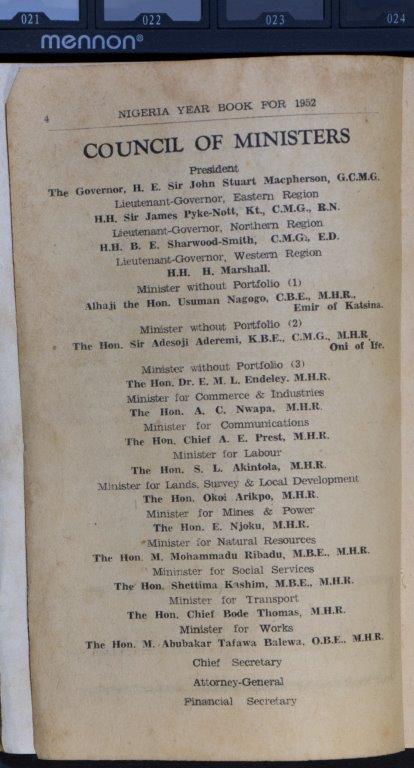 021 022 023 024
mennon®
4 NIGERIA YEAR BOOK FOR 1952
COUNCIL OF MINISTERS
President
The Governor, H. E. Sir John Stuart Macpherson, G.C.M.G.
Lieutenant-Governor, Eastern Region
H.H. Sir James Pyke-Nott, Kt., C.M.G., R.N.
Lieutenant-Governor, Northern Region
H.H. B. E. Sharwood-Smith, C.M.G., E.D.
Lieutenant-Governor, Western Region
H.H. H. Marshall.
Minister without Portfolio (1)
Alhaji the Hon. Usuman Nagogo, C.B.E., M.H.R.,
Emir of Katsina.
Minister wthout Portfolio (2)
The Hon. Sir Adesoji Aderemi, K.B.E., C.M.G., M.H.R
Oni of Ife.
Minister without Portfolio (3)
The Hon. Dr. E. M. L. Endeley. M.H.R.
Minister for Commerce & Industries
The Hon. A. C. Nwapa, M.H.R.
Minister for Communications
The Hon. Chief A. E. Prest, M.H.R.
Minister for Labour
The Hon. S. L. Akintola, M.H.R.
Minister for Lands, Survey & Local Development
The Hon. Okoi Arikpo, M.H.R.
Minister for Mines & Power
The Hon. E. Njoku, M.H.R.
Minister for Natural Resources
The Hon. M. Mohammadu Ribadu, M.B.E., M.H.R.
Mininster for Social Services
The Hon. Shettima Kashim, M.B.E., M.H.R.
Minister for Transport
The Hon. Chief Bode Thomas, M.H.R.
Minister for Works
The Hon. M. Abubakar Tafawa Balewa, O.B.E., M.H.R.
Chief Secretary
Attorney-General
Financial Secretary